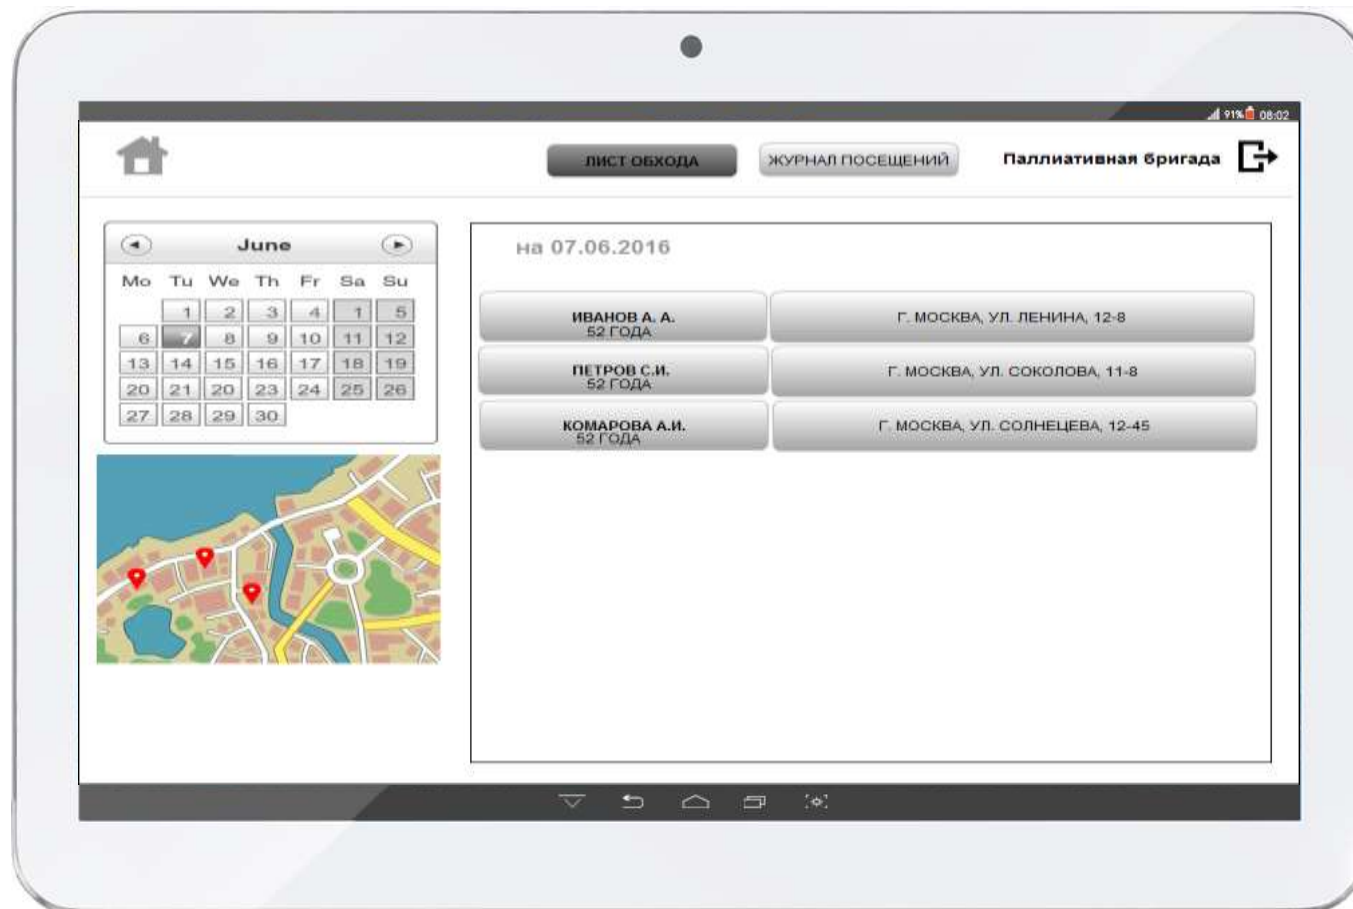 91% 08:02
ЛИСТ ОБХОДА ЖУРНАЛ ПОСЕЩЕНИЙ Паллиативная бригада
June
Mo Tu We Th Fr Sa Su
1 2 3 4 1 5
6 7 8 9 10 11 12
13 14 15 16 17 18 19
20 21 20 23 24 25 26
27 28 29 30
на 07.06.2016
ИВАНОВ А. А.
52 ГОДА
Г. МОСКВА, УЛ. ЛЕНИНА, 12-8
ПЕТРОВ С.И.
52 ГОДА
Г. МОСКВА, УЛ. СОКОЛОВА, 11-8
КОМАРОВА А.И.
52 ГОДА
Г. МОСКВА, УЛ. СОЛНЕЦЕВА, 12-45